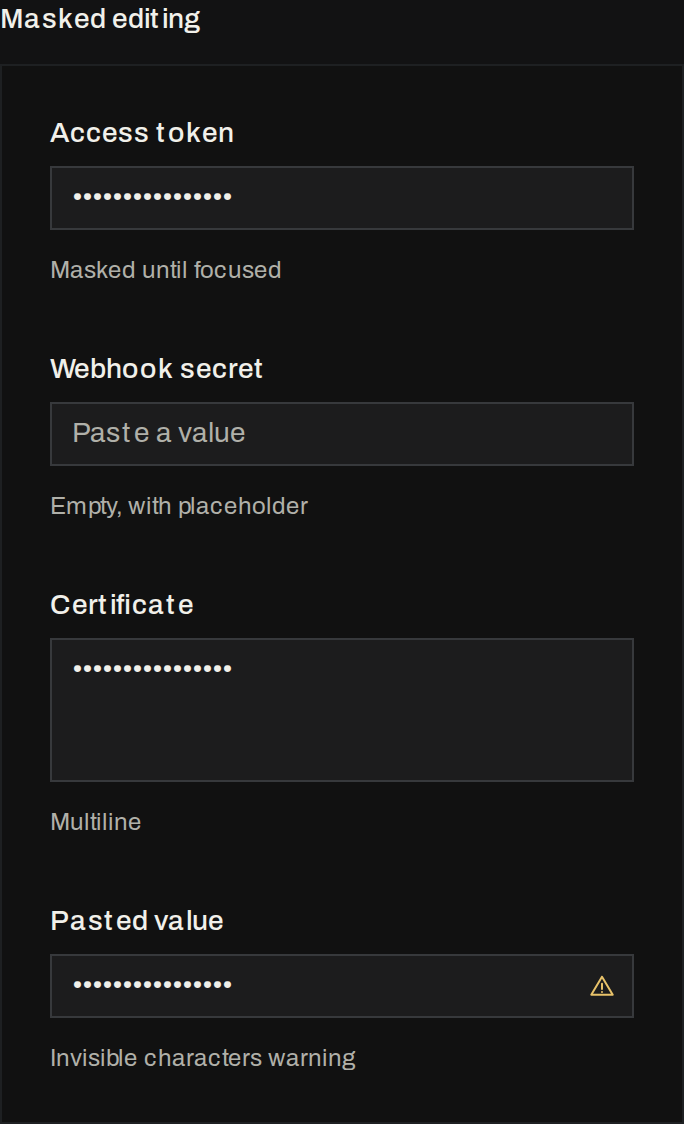 Masked editing
Access token
••••••••••••••••
Masked until focused
Webhook secret
Paste a value
Empty, with placeholder
Certificate
••••••••••••••••
Multiline
Pasted value
••••••••••••••••
Invisible characters warning